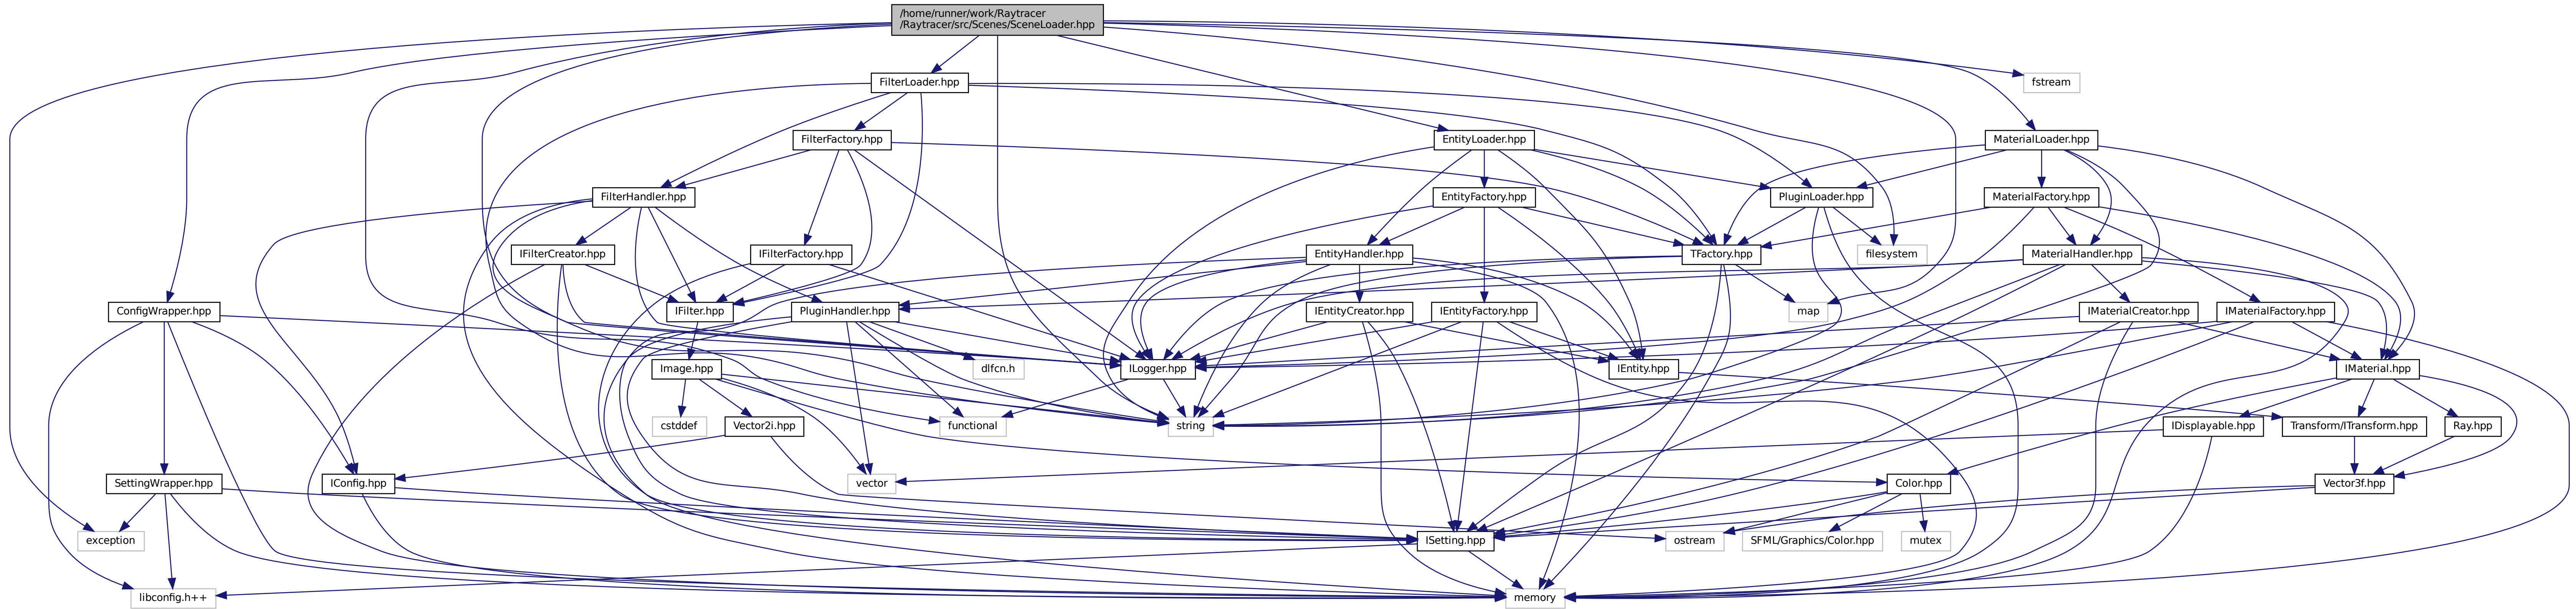 /home/runner/work/Raytracer
/Raytracer/src/Scenes/SceneLoader.hpp
FilterLoader.hpp
fstream
FilterFactory.hpp
EntityLoader.hpp
MaterialLoader.hpp
FilterHandler.hpp
EntityFactory.hpp
PluginLoader.hpp
MaterialFactory.hpp
IFilterCreator.hpp
IFilterFactory.hpp
EntityHandler.hpp
TFactory.hpp
filesystem
MaterialHandler.hpp
ConfigWrapper.hpp
IFilter.hpp
PluginHandler.hpp
IEntityCreator.hpp
IEntityFactory.hpp
map
IMaterialCreator.hpp
IMaterialFactory.hpp
Image.hpp
dlfcn.h
ILogger.hpp
IEntity.hpp
IMaterial.hpp
cstddef
Vector2i.hpp
functional
string
IDisplayable.hpp
Transform/ITransform.hpp
Ray.hpp
SettingWrapper.hpp
IConfig.hpp
vector
Color.hpp
Vector3f.hpp
exception
ISetting.hpp
ostream
SFML/Graphics/Color.hpp
mutex
libconfig.h++
memory